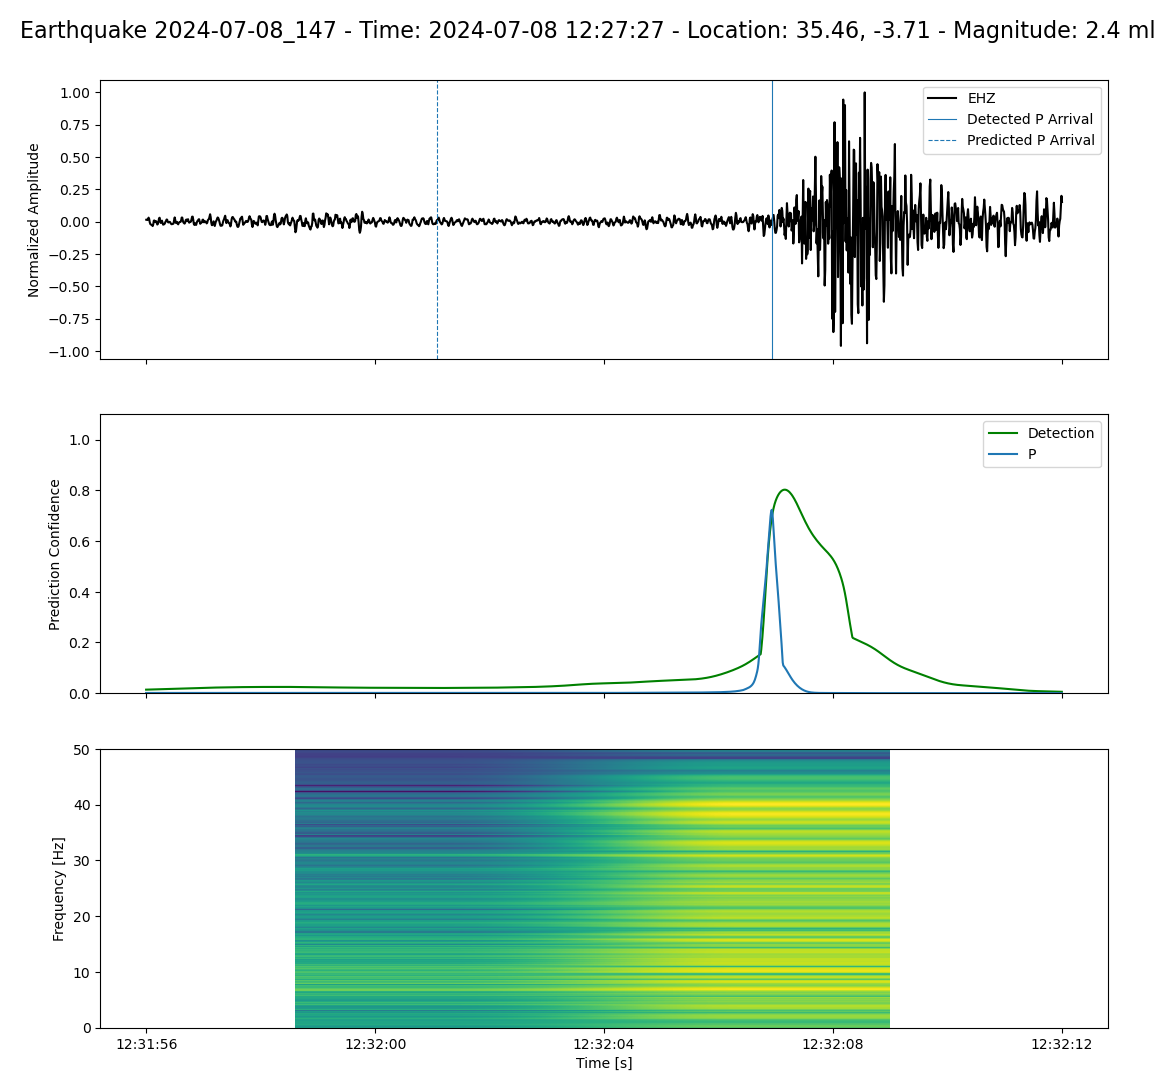 Earthquake 2024-07-08_147 - Time: 2024-07-08 12:27:27 - Location: 35.46, -3.71 - Magnitude: 2.4 ml
1.00
0.75
0.50
0.25
0.00
−0.25
−0.50
−0.75
−1.00
Normalized Amplitude
EHZ
Detected P Arrival
Predicted P Arrival
1.0
0.8
0.6
0.4
0.2
0.0
Prediction Confidence
Detection
P
50
40
30
20
10
0
Frequency [Hz]
12:31:56 12:32:00 12:32:04 12:32:08 12:32:12
Time [s]